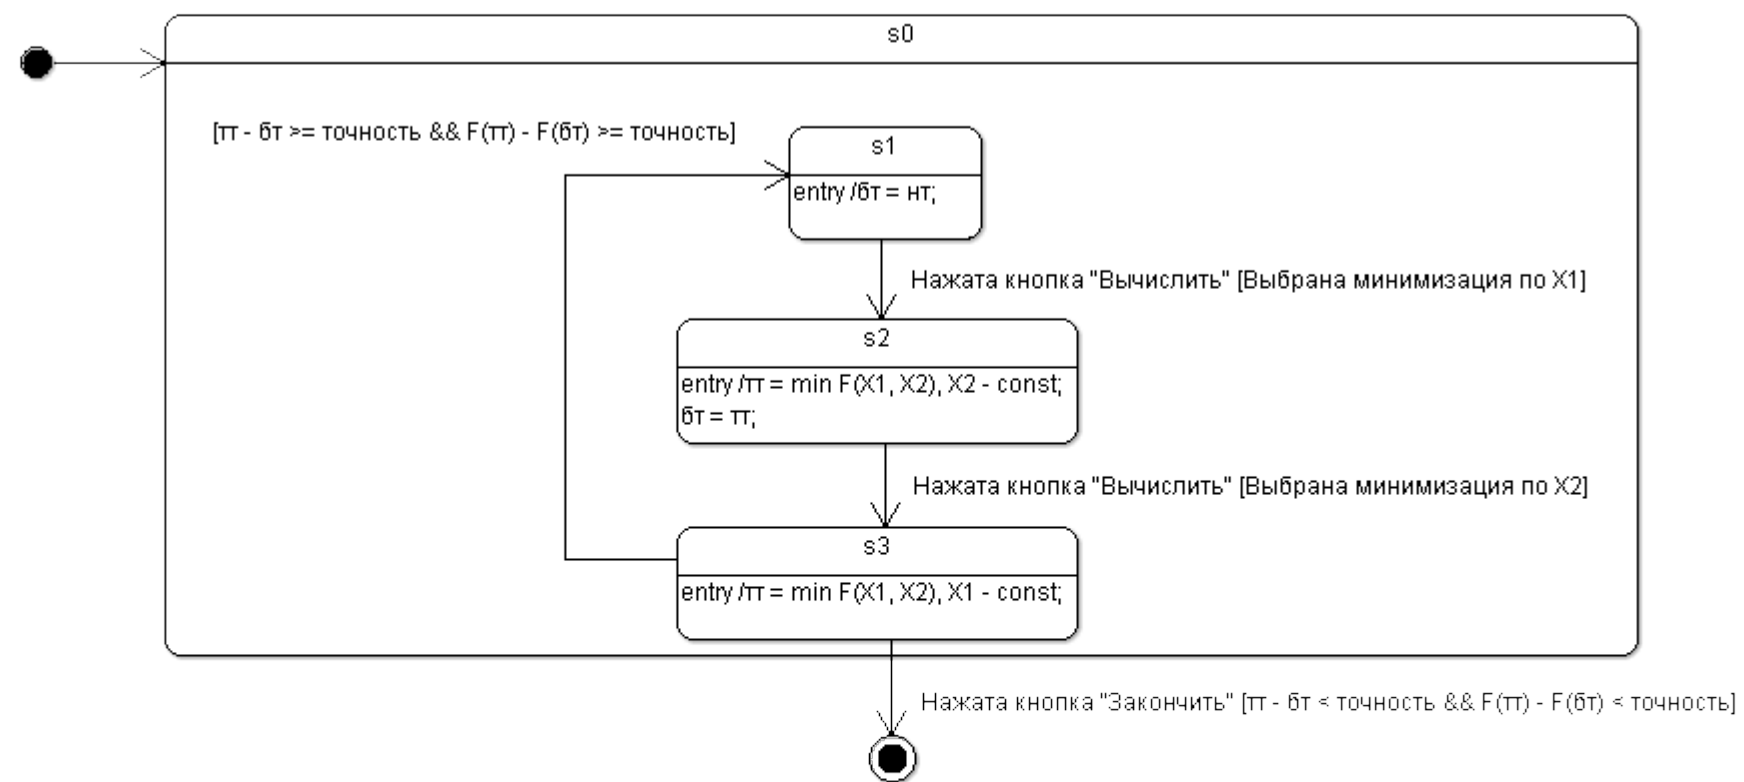 s0
[тт - бт >= точность && F(тт) - F(бт) >= точность]
s1
entry /бт = нт;
Нажата кнопка "Вычислить" [Выбрана минимизация по X1]
s2
entry /тт = min F(X1, X2), X2 - const;
бт = тт;
Нажата кнопка "Вычислить" [Выбрана минимизация по X2]
s3
entry /тт = min F(X1, X2), X1 - const;
Нажата кнопка "Закончить" [тт - бт < точность && F(тт) - F(бт) < точность]